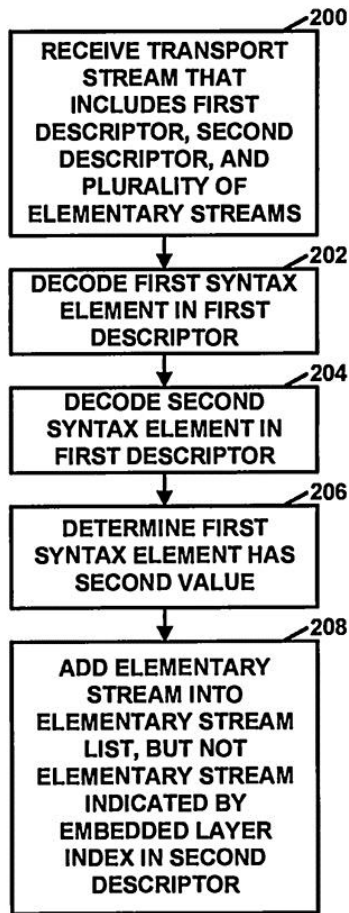 200
RECEIVE TRANSPORT
STREAM THAT
INCLUDES FIRST
DESCRIPTOR, SECOND
DESCRIPTOR, AND
PLURALITY OF
ELEMENTARY STREAMS
202
DECODE FIRST SYNTAX
ELEMENT IN FIRST
DESCRIPTOR
204
DECODE SECOND
SYNTAX ELEMENT IN
FIRST DESCRIPTOR
206
DETERMINE FIRST
SYNTAX ELEMENT HAS
SECOND VALUE
208
ADD ELEMENTARY
STREAM INTO
ELEMENTARY STREAM
LIST, BUT NOT
ELEMENTARY STREAM
INDICATED BY
EMBEDDED LAYER
INDEX IN SECOND
DESCRIPTOR